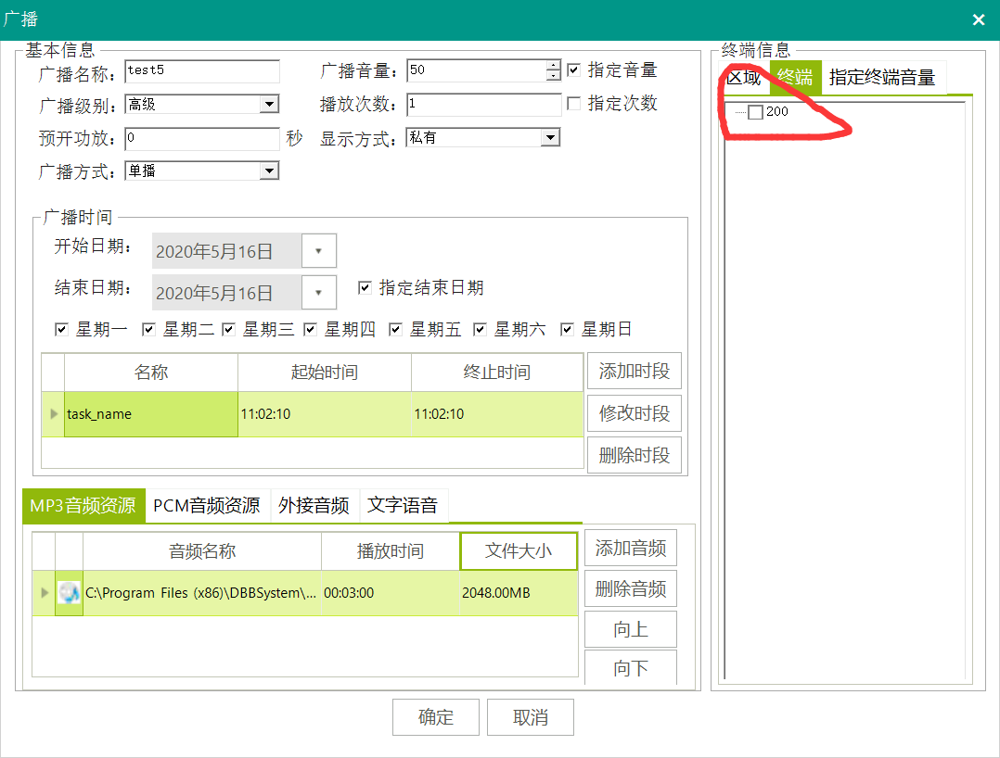 广播
基本信息
广播名称： test5 广播音量： 50 指定音量
广播级别： 高级 播放次数： 1 指定次数
预开功放： 0 秒 显示方式： 私有
广播方式： 单播
广播时间
开始日期： 2020年5月16日
结束日期： 2020年5月16日 指定结束日期
星期一 星期二 星期三 星期四 星期五 星期六 星期日
名称 起始时间 终止时间
task_name 11:02:10 11:02:10
添加时段
修改时段
删除时段
MP3音频资源 PCM音频资源 外接音频 文字语音
音频名称 播放时间 文件大小
C:\Program Files (x86)\DBBSystem\... 00:03:00 2048.00MB
添加音频
删除音频
向上
向下
终端信息
区域 终端 指定终端音量
200
确定 取消